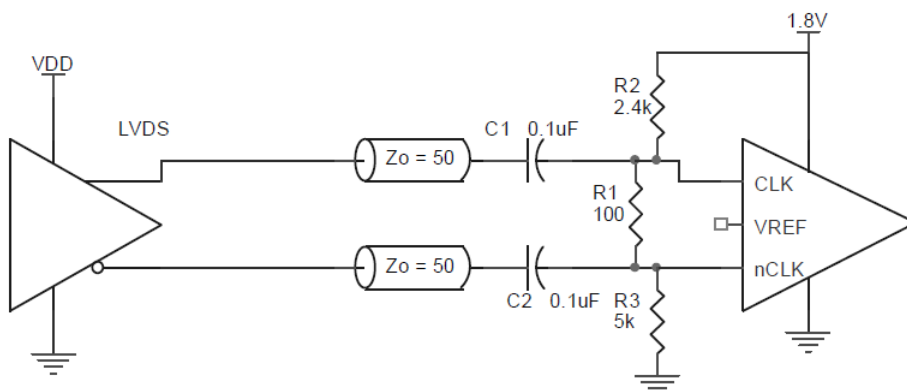 1.8V
VDD
R2
2.4k
LVDS
C1 0.1uF
Zo = 50
R1
100
CLK
VREF
Zo = 50
nCLK
C2 0.1uF
R3
5k